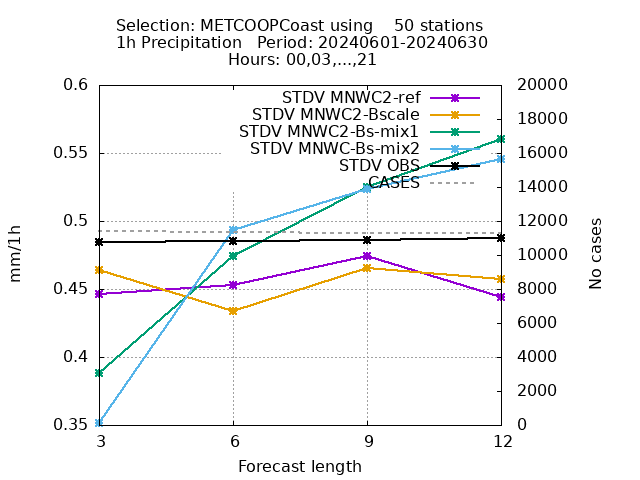 Selection: METCOOPCoast using    50 stations
1h Precipitation   Period: 20240601-20240630
Hours: 00,03,...,21
STDV MNWC2-ref
STDV MNWC2-Bscale
STDV MNWC2-Bs-mix1
STDV MNWC-Bs-mix2
STDV OBS
CASES
mm/1h
0.6
0.55
0.5
0.45
0.4
0.35
20000
18000
16000
14000
12000
10000
8000
6000
4000
2000
0
No cases
3 6 9 12
Forecast length